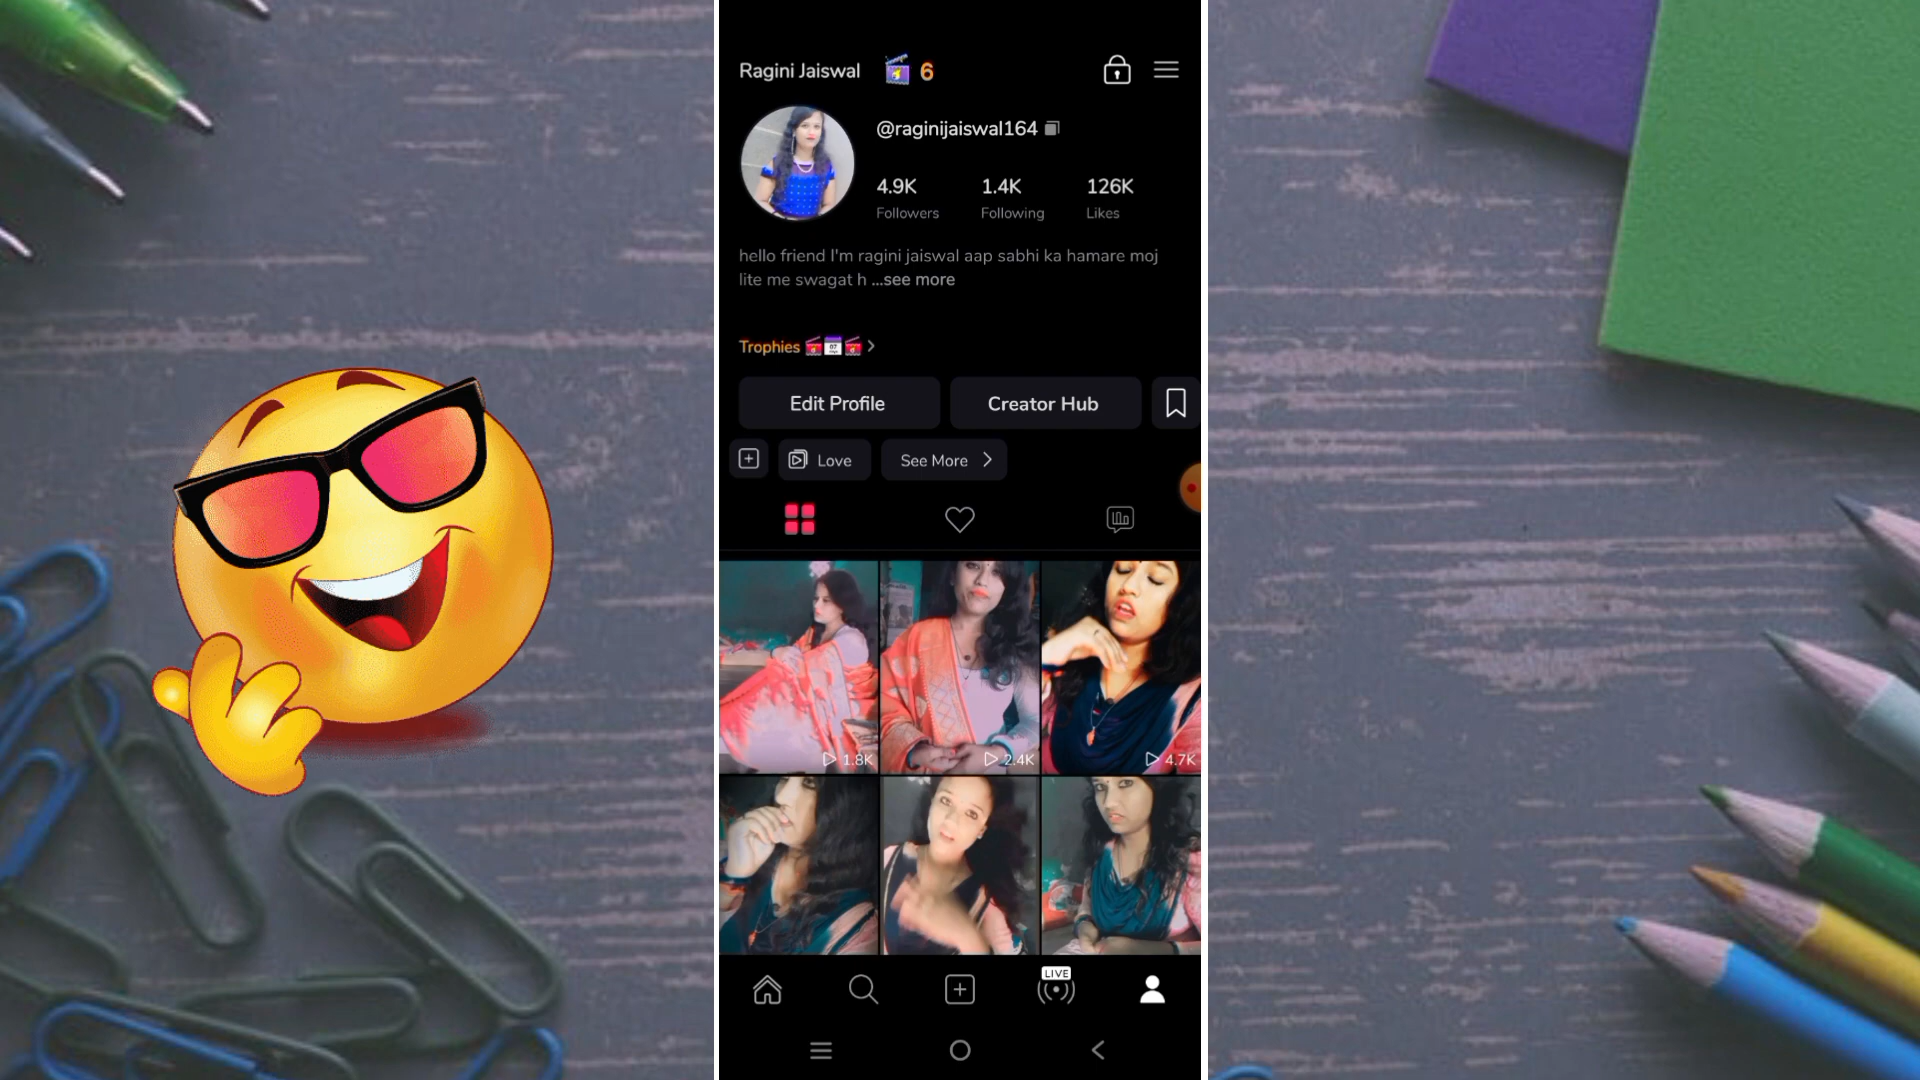 Ragini Jaiswal 6
@raginijaiswal164
4.9K 1.4K 126K
Followers Following Likes
hello friend I'm ragini jaiswal aap sabhi ka hamare moj
lite me swagat h ...see more
Trophies
Edit Profile Creator Hub
Love See More
1.8K 2.4K 4.7K
LIVE